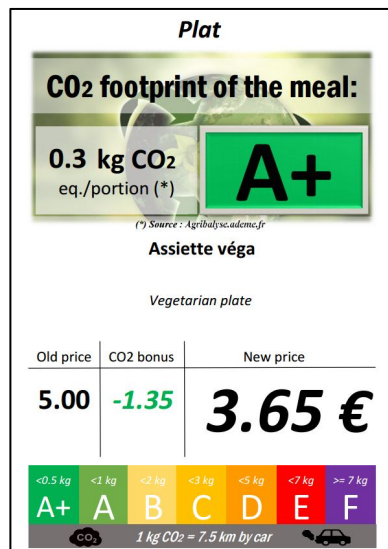 Plat
CO2 footprint of the meal:
0.3 kg CO2
eq./portion (*)
A+
(*) Source : Agribalyse.ademe.fr
Assiette véga
Vegetarian plate
Old price CO2 bonus New price
5.00 -1.35 3.65 €
<0.5 kg <1 kg <2 kg <3 kg <5 kg <7 kg >= 7 kg
A+ A B C D E F
CO2 1 kg CO2 = 7.5 km by car